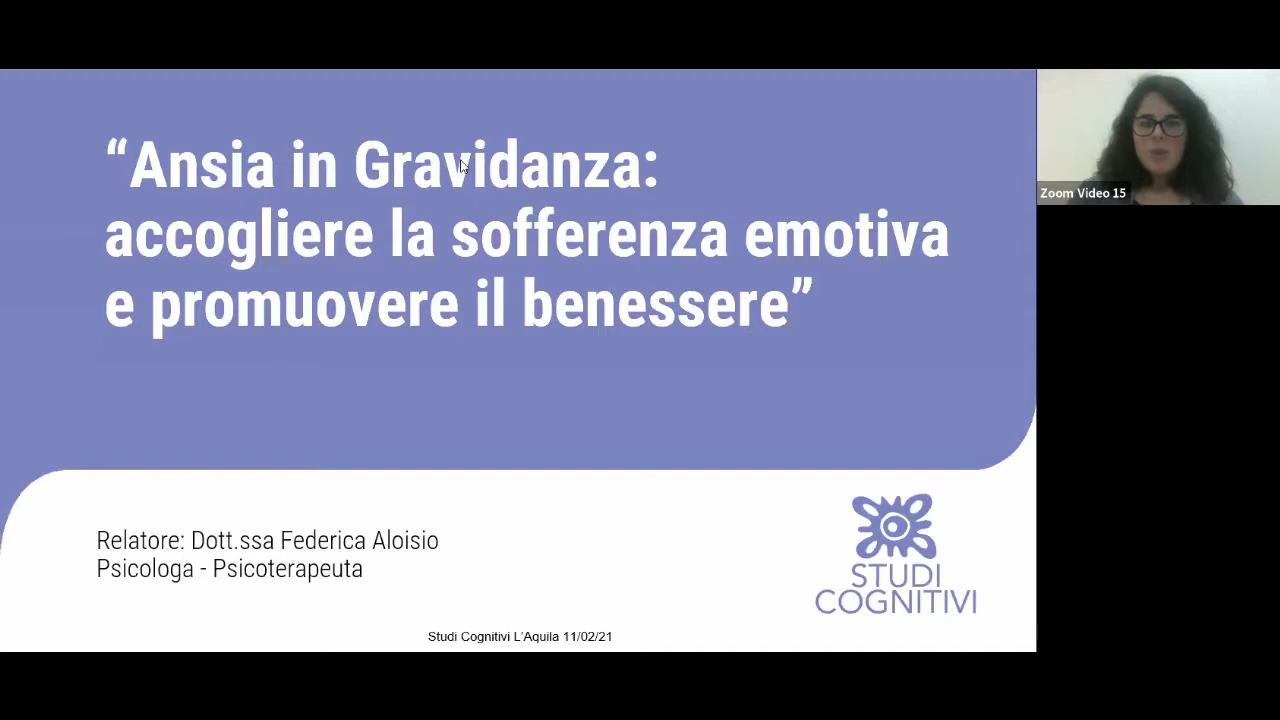 “Ansia in Gravidanza:
accogliere la sofferenza emotiva
e promuovere il benessere”
Zoom Video 15
Relatore: Dott.ssa Federica Aloisio
Psicologa - Psicoterapeuta
STUDI
COGNITIVI
Studi Cognitivi L'Aquila 11/02/21